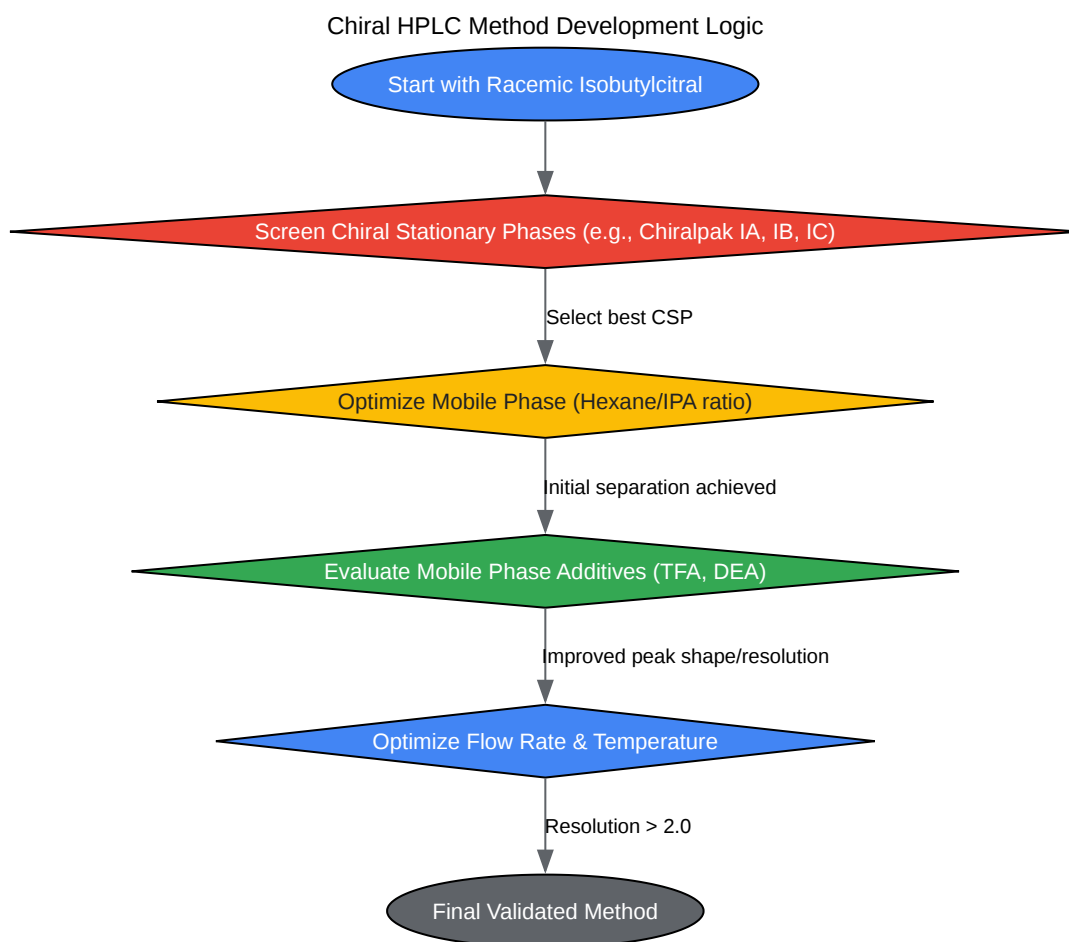 Chiral HPLC Method Development Logic
Start with Racemic Isobutylcitral
Screen Chiral Stationary Phases (e.g., Chiralpak IA, IB, IC)
Select best CSP
Optimize Mobile Phase (Hexane/IPA ratio)
Initial separation achieved
Evaluate Mobile Phase Additives (TFA, DEA)
Improved peak shape/resolution
Optimize Flow Rate & Temperature
Resolution > 2.0
Final Validated Method